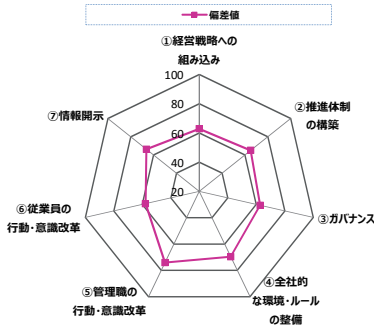 偏差値
①経営戦略への
組み込み
②推進体制
の構築
③ガバナンス
④全社的
な環境・ルール
の整備
⑤管理職の
行動・意識改革
⑥従業員の
行動・意識改革
⑦情報開示
100
80
60
40
20